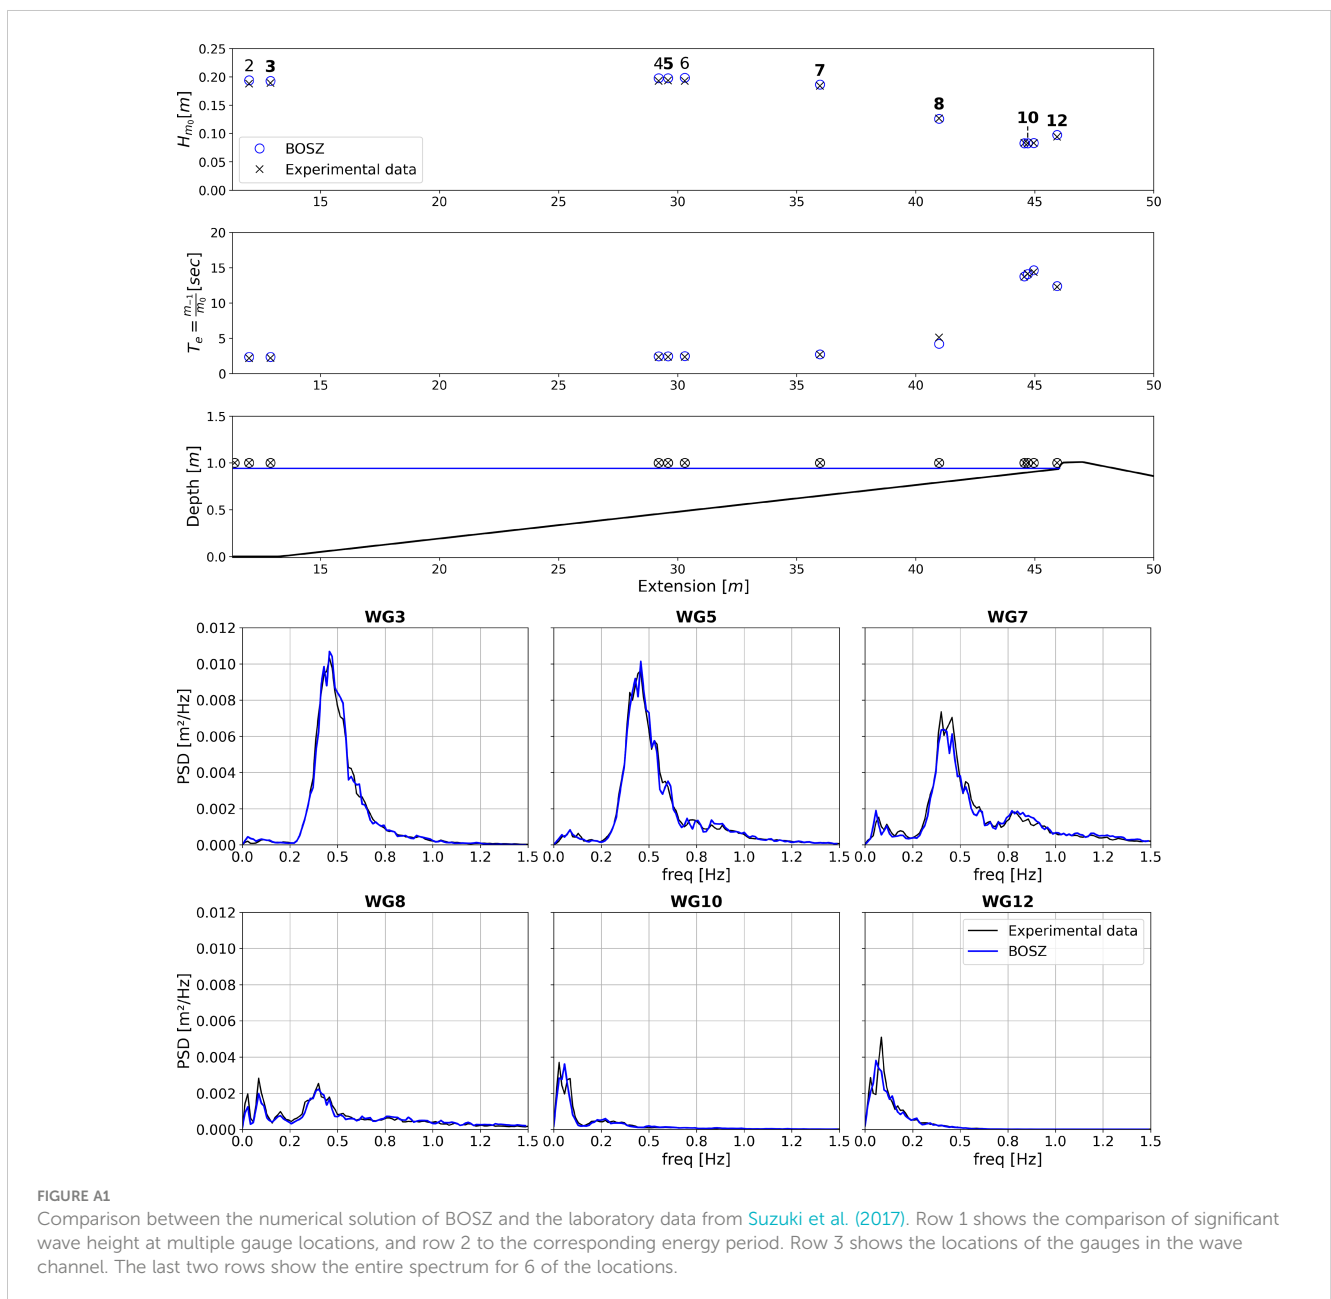 0.25
0.20
0.15
0.10
0.05
0.00
H_{m_0}[m]
2 3 4 5 6 7 8 10 12
BOSZ
Experimental data
15 20 25 30 35 40 45 50
20
15
10
5
0
T_e = \frac{m_{-1}}{m_0} [sec]
15 20 25 30 35 40 45 50
1.5
1.0
0.5
0.0
Depth [m]
15 20 25 30 35 40 45 50
Extension [m]
WG3 WG5 WG7
0.012
0.010
0.008
0.006
0.004
0.002
0.000
PSD [m²/Hz]
0.0 0.2 0.5 0.8 1.0 1.2 1.5 0.0 0.2 0.5 0.8 1.0 1.2 1.5 0.0 0.2 0.5 0.8 1.0 1.2 1.5
freq [Hz] freq [Hz]
WG8 WG10 WG12
0.012
0.010
0.008
0.006
0.004
0.002
0.000
PSD [m²/Hz]
Experimental data
BOSZ
0.0 0.2 0.5 0.8 1.0 1.2 1.5 0.0 0.2 0.5 0.8 1.0 1.2 1.5 0.0 0.2 0.5 0.8 1.0 1.2 1.5
freq [Hz] freq [Hz]
FIGURE A1
Comparison between the numerical solution of BOSZ and the laboratory data from Suzuki et al. (2017). Row 1 shows the comparison of significant
wave height at multiple gauge locations, and row 2 to the corresponding energy period. Row 3 shows the locations of the gauges in the wave
channel. The last two rows show the entire spectrum for 6 of the locations.